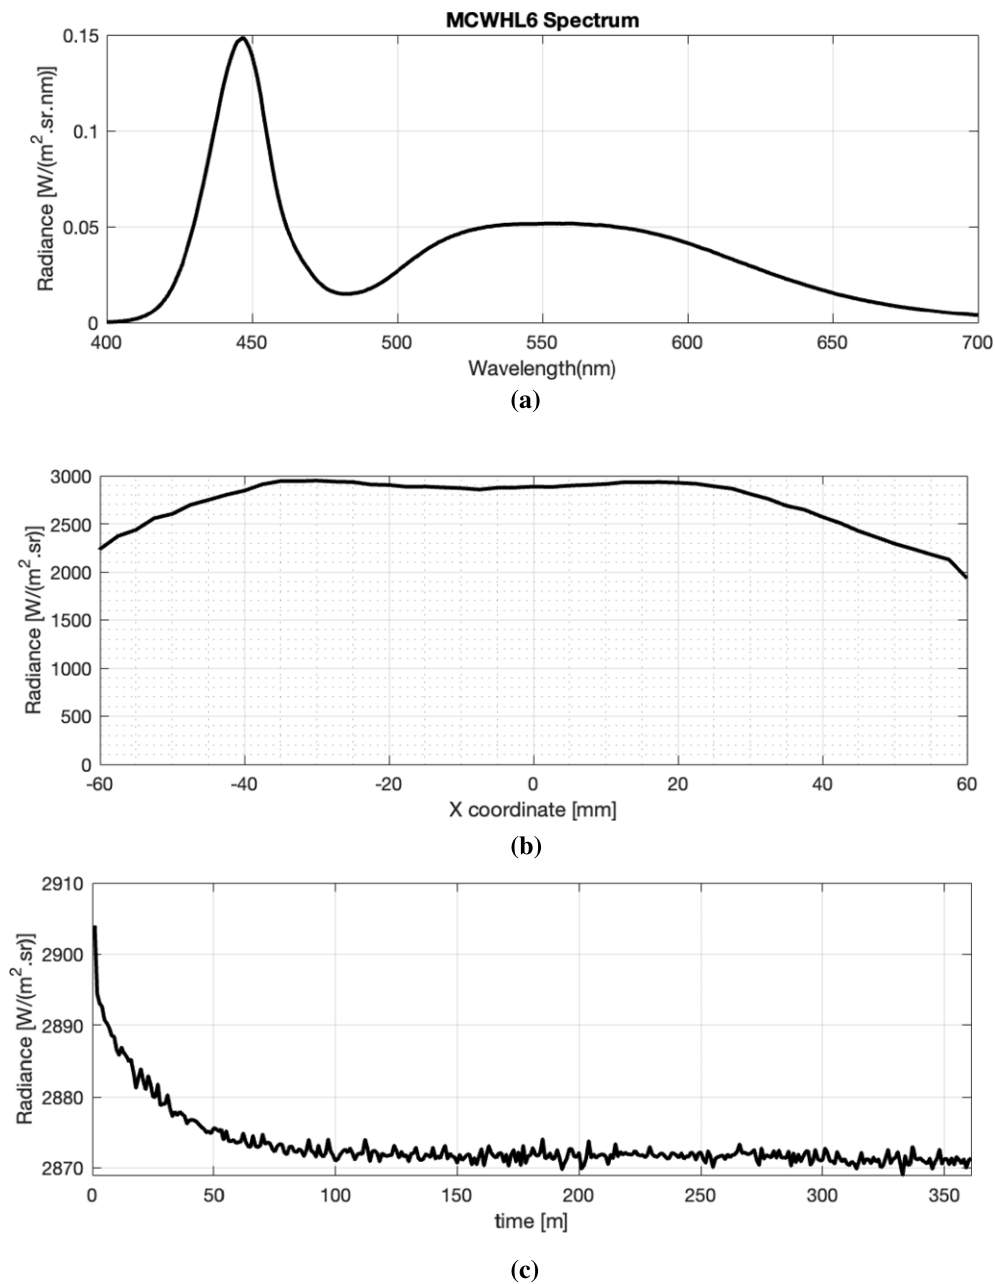 MCWHL6 Spectrum
Radiance [W/(m².sr.nm)]
0.15
0.1
0.05
0
400 450 500 550 600 650 700
Wavelength(nm)
(a)
Radiance [W/(m².sr)]
3000
2500
2000
1500
1000
500
0
-60 -40 -20 0 20 40 60
X coordinate [mm]
(b)
Radiance [W/(m².sr)]
2910
2900
2890
2880
2870
0 50 100 150 200 250 300 350
time [m]
(c)